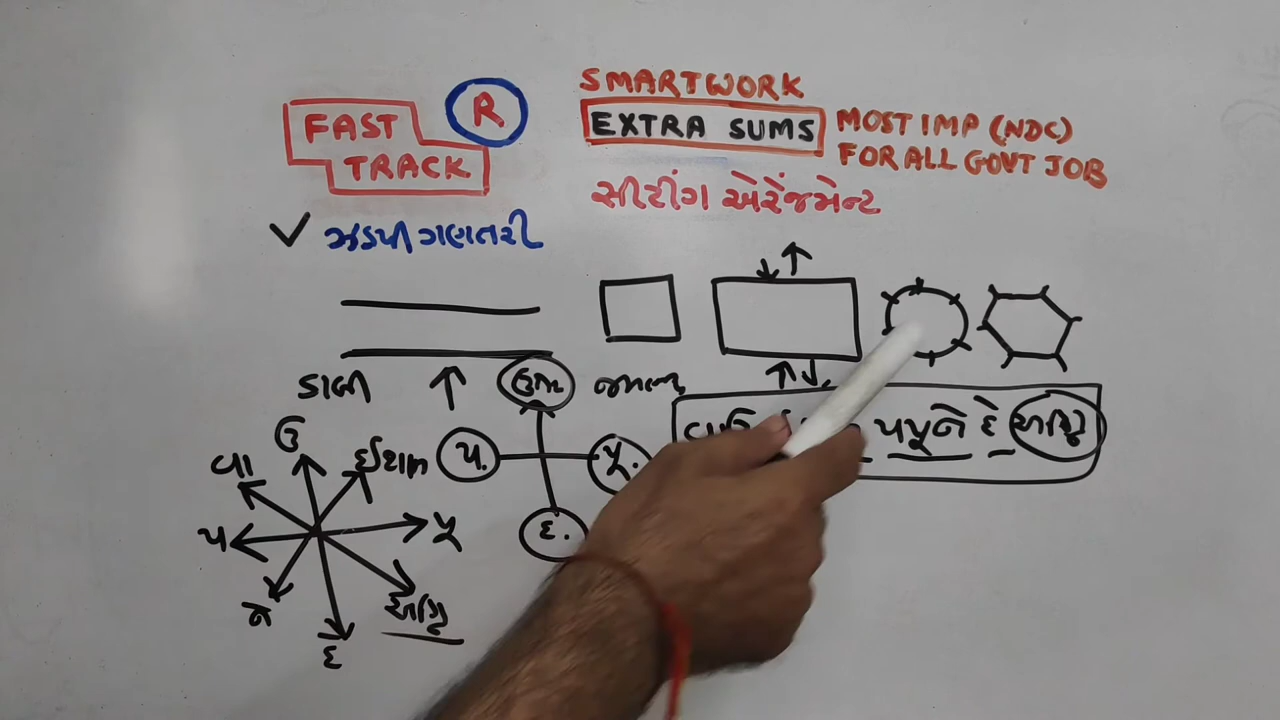 FAST
TRACK
R
SMARTWORK
EXTRA SUMS
MOST IMP (NDC)
FOR ALL GOVT JOB
સીટીંગ એરેંજમેન્ટ
ઝડપી ગણતરી
ડાબી
ઉત્તર
ઉ
વા
ઈશાન
પ
પૂ
નૈ
દ
અગ્નિ
પ.
પૂ.
દ.
પપૂને દે અગ્નિ